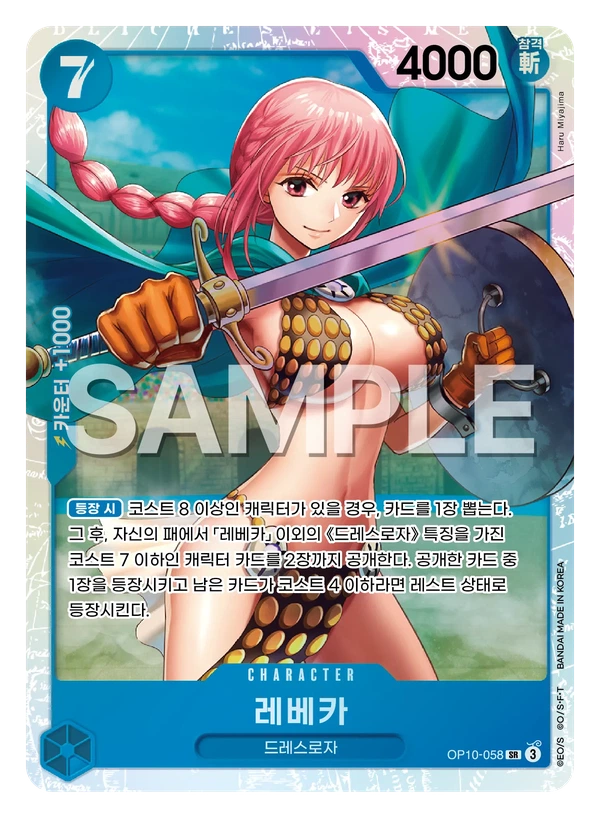 7
4000
참격
斬
Haru Miyajima
카운터 +1000
SAMPLE
등장 시 코스트 8 이상인 캐릭터가 있을 경우, 카드를 1장 뽑는다.
그 후, 자신의 패에서 「레베카」 이외의 《드레스로자》 특징을 가진
코스트 7 이하인 캐릭터 카드를 2장까지 공개한다. 공개한 카드 중
1장을 등장시키고 남은 카드가 코스트 4 이하라면 레스트 상태로
등장시킨다.
CHARACTER
레베카
드레스로자
OP10-058 SR 3
©EO/S ©O/S·F·T BANDAI MADE IN KOREA